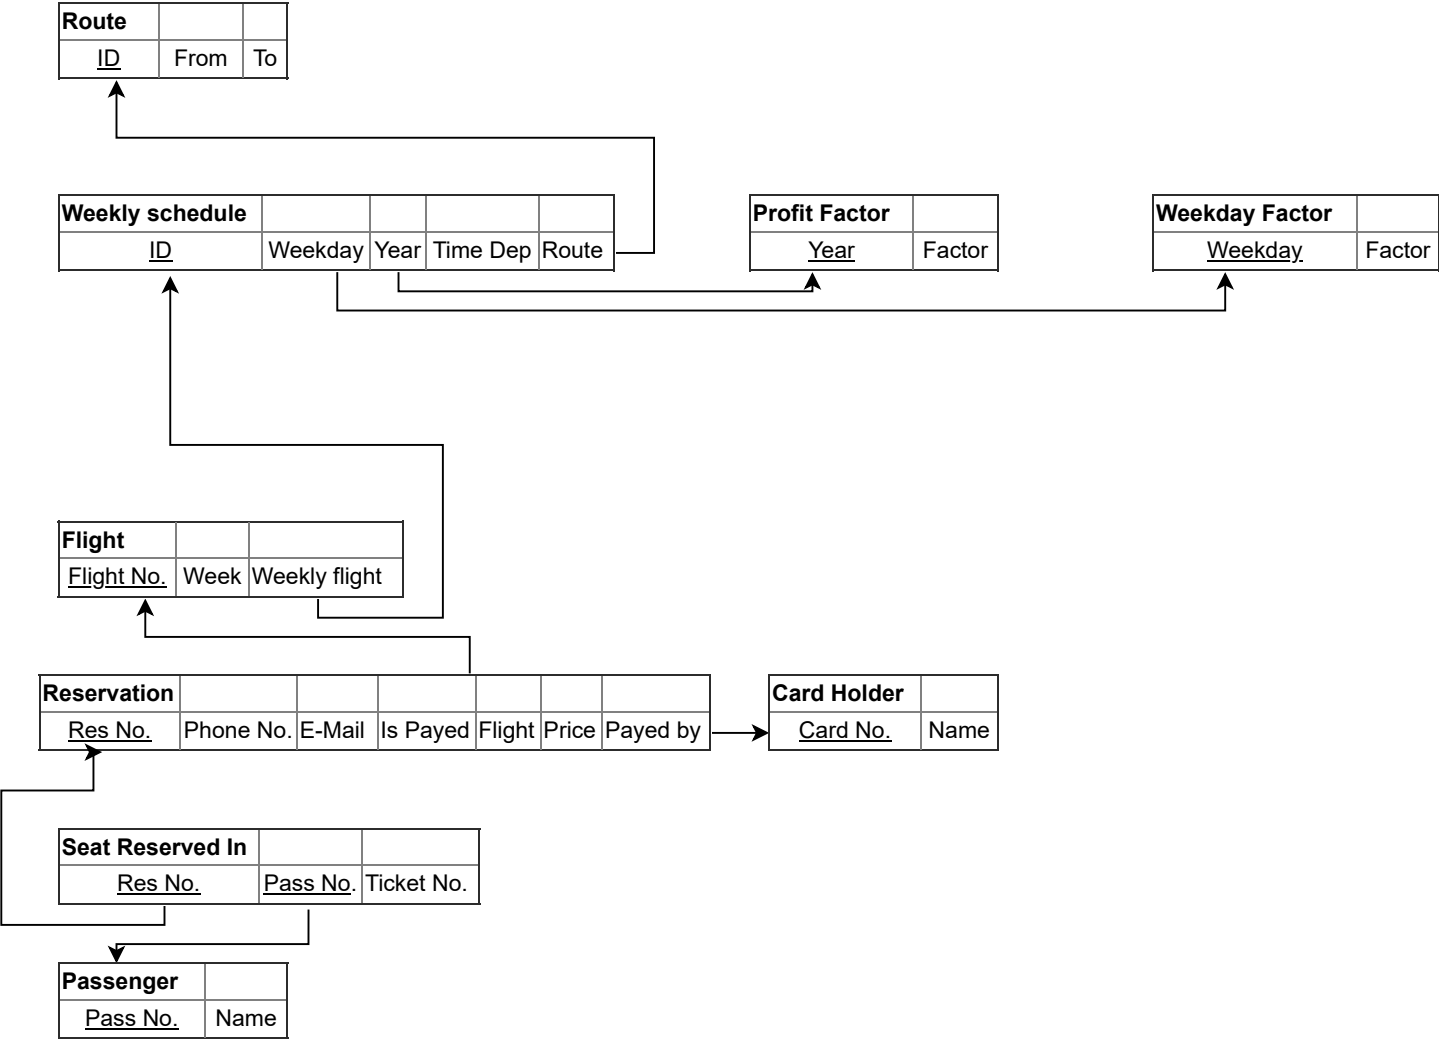 Route
ID From To
Weekly schedule
ID Weekday Year Time Dep Route
Profit Factor
Year Factor
Weekday Factor
Weekday Factor
Flight
Flight No. Week Weekly flight
Reservation
Res No. Phone No. E-Mail Is Payed Flight Price Payed by
Card Holder
Card No. Name
Seat Reserved In
Res No. Pass No. Ticket No.
Passenger
Pass No. Name